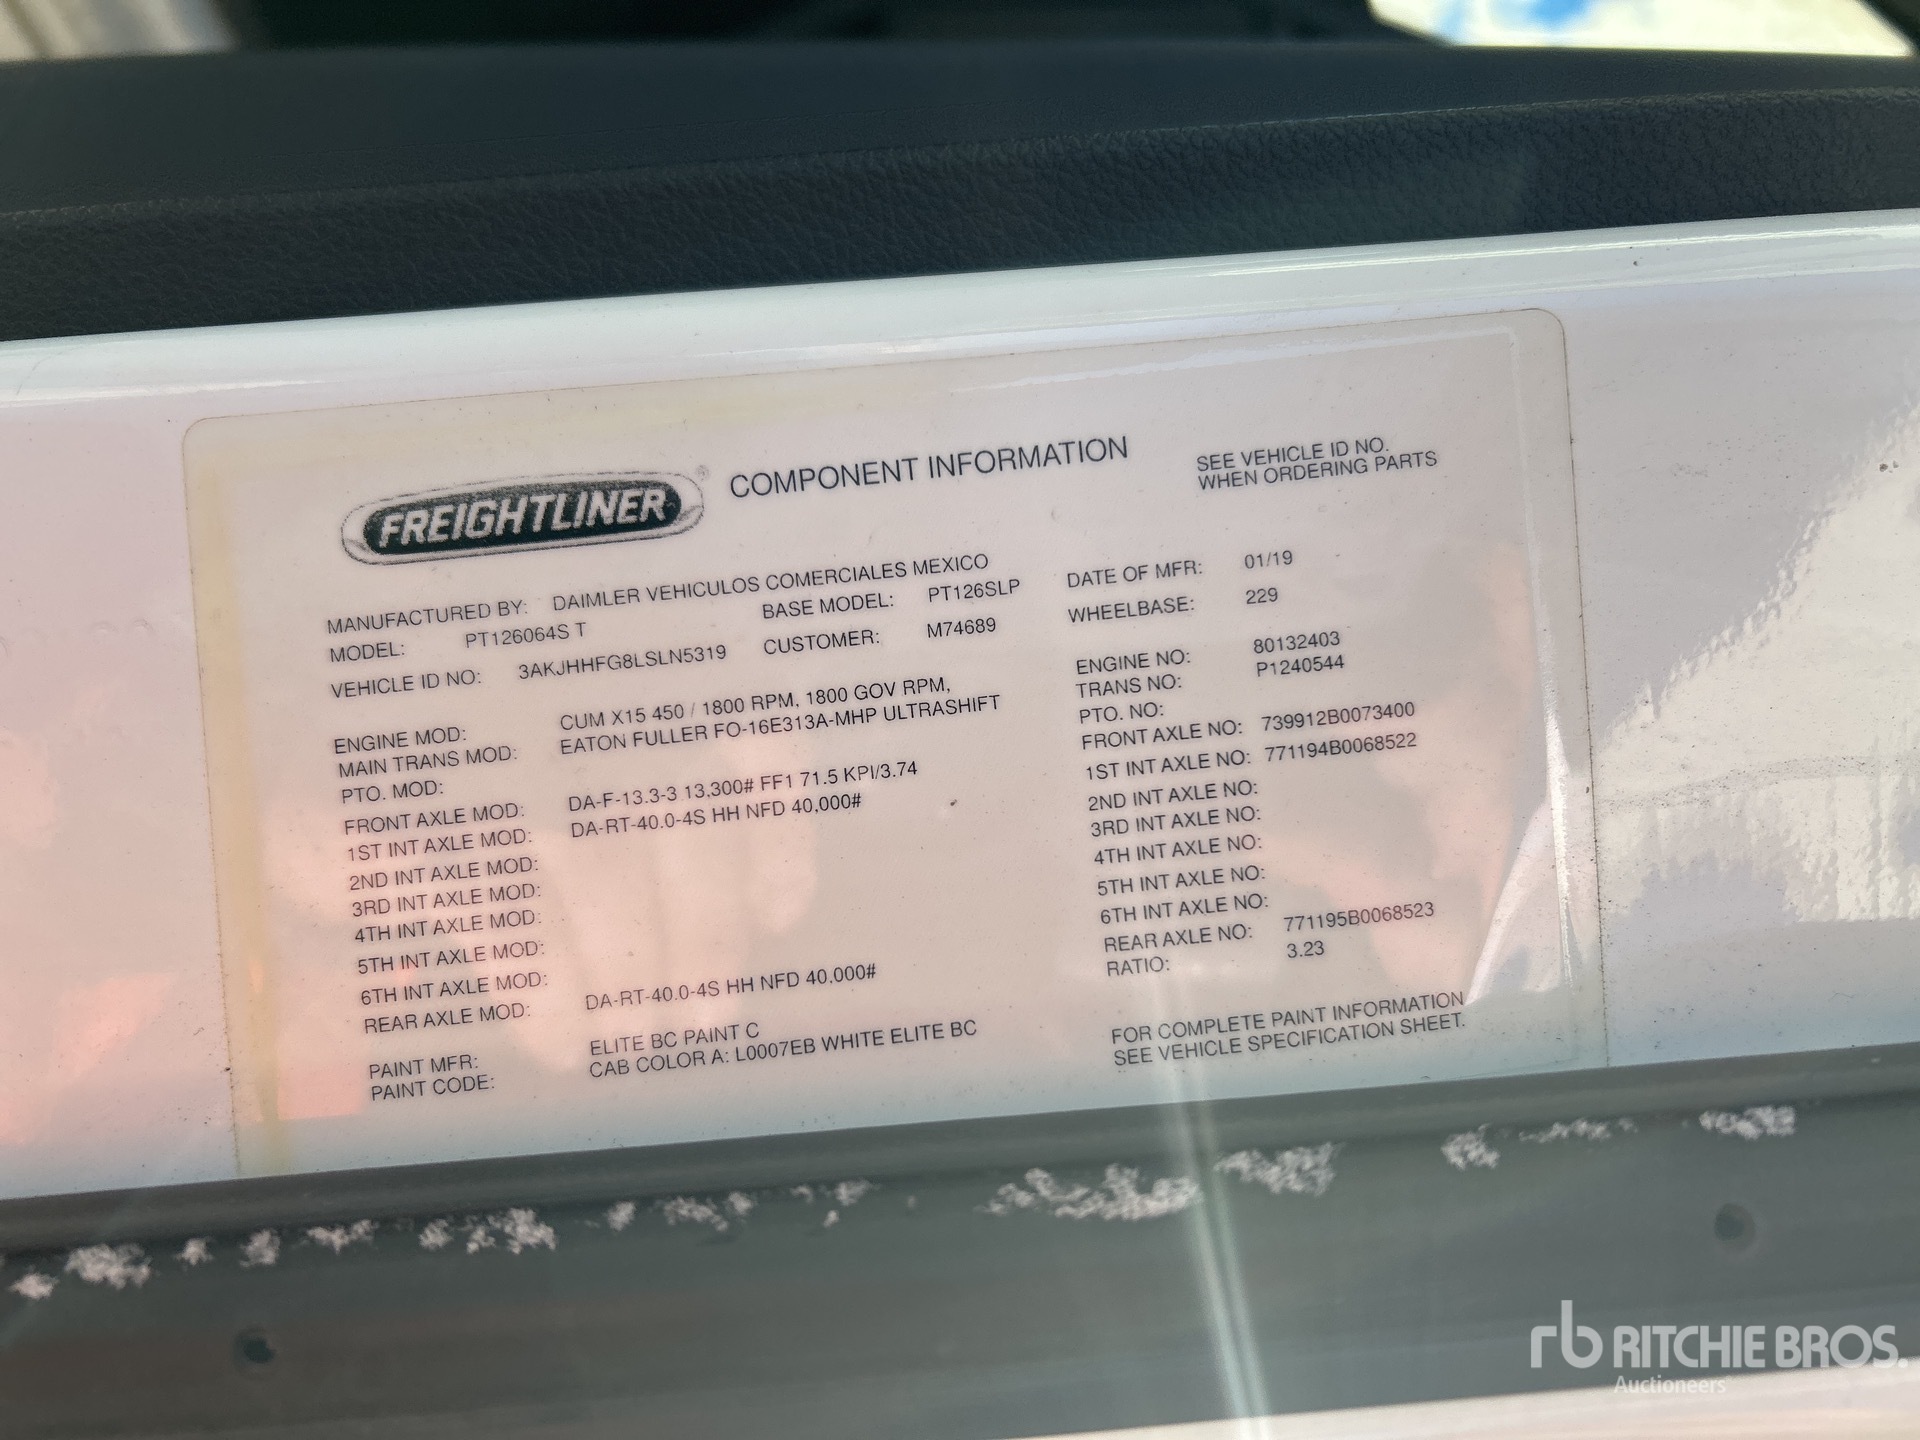 FREIGHTLINER®
COMPONENT INFORMATION
SEE VEHICLE ID NO.
WHEN ORDERING PARTS
MANUFACTURED BY: DAIMLER VEHICULOS COMERCIALES MEXICO DATE OF MFR: 01/19
MODEL: PT126064S T BASE MODEL: PT126SLP WHEELBASE: 229
VEHICLE ID NO: 3AKJHHFG8LSLN5319 CUSTOMER: M74689
ENGINE MOD: CUM X15 450 / 1800 RPM, 1800 GOV RPM, ENGINE NO: 80132403
MAIN TRANS MOD: EATON FULLER FO-16E313A-MHP ULTRASHIFT TRANS NO: P1240544
PTO. MOD: PTO. NO:
FRONT AXLE MOD: DA-F-13.3-3 13,300# FF1 71.5 KPI/3.74 FRONT AXLE NO: 739912B0073400
1ST INT AXLE MOD: DA-RT-40.0-4S HH NFD 40,000# 1ST INT AXLE NO: 771194B0068522
2ND INT AXLE MOD: 2ND INT AXLE NO:
3RD INT AXLE MOD: 3RD INT AXLE NO:
4TH INT AXLE MOD: 4TH INT AXLE NO:
5TH INT AXLE MOD: 5TH INT AXLE NO:
6TH INT AXLE MOD: 6TH INT AXLE NO:
REAR AXLE MOD: DA-RT-40.0-4S HH NFD 40,000# REAR AXLE NO: 771195B0068523
RATIO: 3.23
PAINT MFR: ELITE BC PAINT C
PAINT CODE: CAB COLOR A: L0007EB WHITE ELITE BC
FOR COMPLETE PAINT INFORMATION
SEE VEHICLE SPECIFICATION SHEET.
rb RITCHIE BROS.
Auctioneers